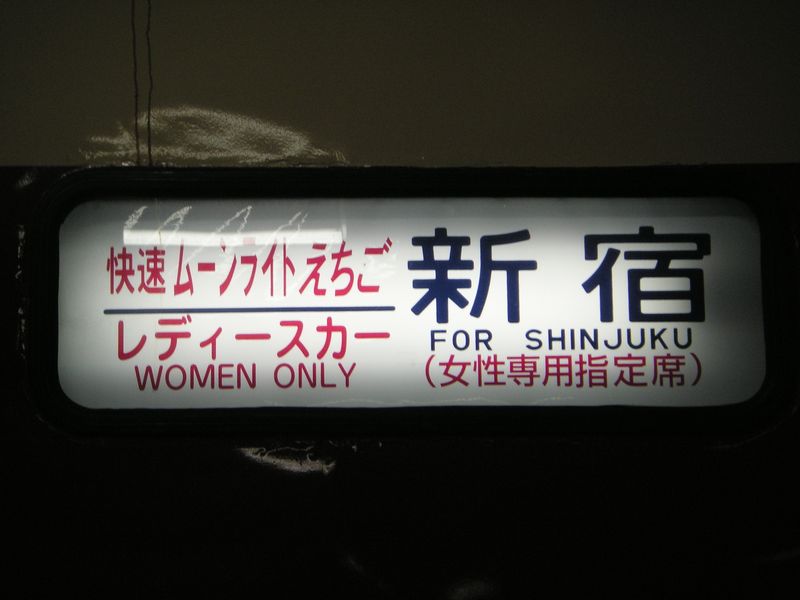 快速ムーンライトえちご
レディースカー
WOMEN ONLY
新宿
FOR SHINJUKU
(女性専用指定席)